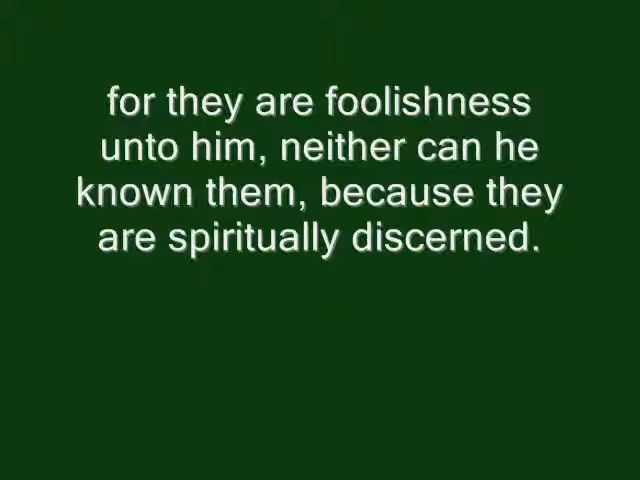 for they are foolishness
unto him, neither can he
known them, because they
are spiritually discerned.